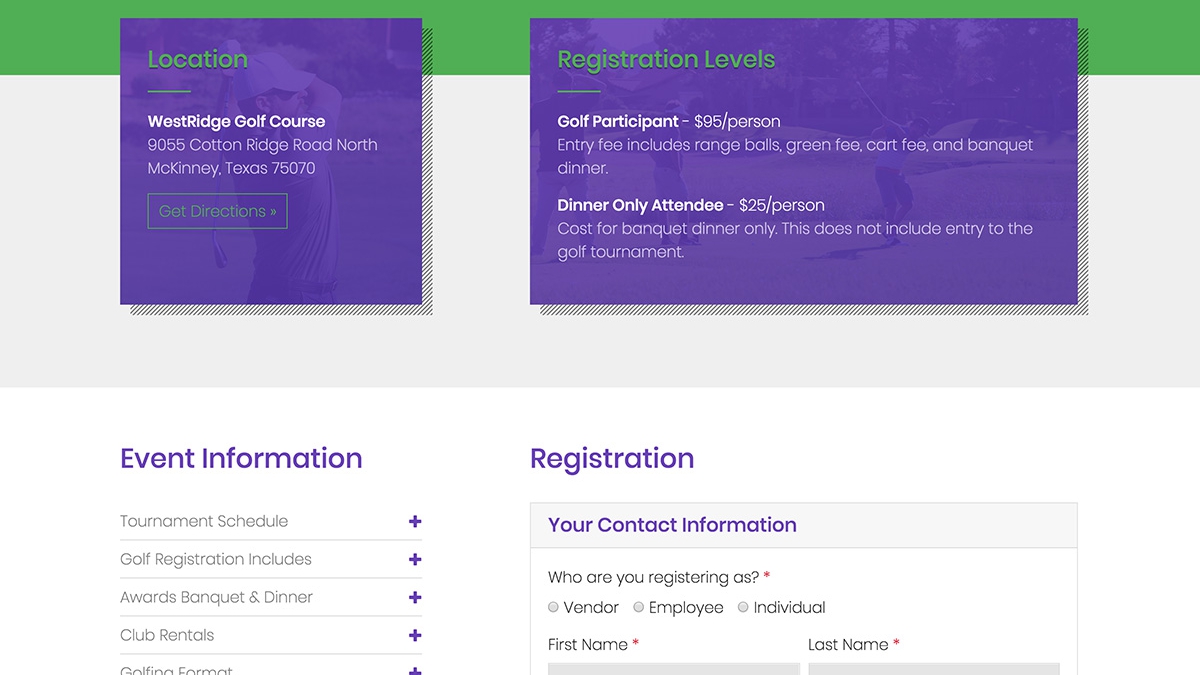 Location
WestRidge Golf Course
9055 Cotton Ridge Road North
McKinney, Texas 75070
Get Directions »
Registration Levels
Golf Participant - $95/person
Entry fee includes range balls, green fee, cart fee, and banquet
dinner.
Dinner Only Attendee - $25/person
Cost for banquet dinner only. This does not include entry to the
golf tournament.
Event Information
Tournament Schedule
Golf Registration Includes
Awards Banquet & Dinner
Club Rentals
Golfing Format
Registration
Your Contact Information
Who are you registering as? *
Vendor Employee Individual
First Name * Last Name *